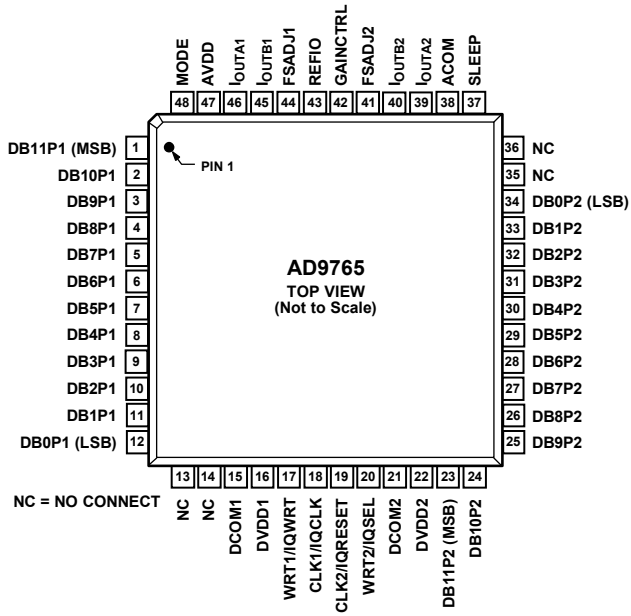 MODE
AVDD
IOUTA1
IOUTB1
FSADJ1
REFIO
GAINCTRL
FSADJ2
IOUTB2
IOUTA2
ACOM
SLEEP
48 47 46 45 44 43 42 41 40 39 38 37
DB11P1 (MSB) 1
DB10P1 2
DB9P1 3
DB8P1 4
DB7P1 5
DB6P1 6
DB5P1 7
DB4P1 8
DB3P1 9
DB2P1 10
DB1P1 11
DB0P1 (LSB) 12
PIN 1
AD9765
TOP VIEW
(Not to Scale)
36 NC
35 NC
34 DB0P2 (LSB)
33 DB1P2
32 DB2P2
31 DB3P2
30 DB4P2
29 DB5P2
28 DB6P2
27 DB7P2
26 DB8P2
25 DB9P2
13 14 15 16 17 18 19 20 21 22 23 24
NC
NC
DCOM1
DVDD1
WRT1/IQWRT
CLK1/IQCLK
CLK2/IQRESET
WRT2/IQSEL
DCOM2
DVDD2
DB11P2 (MSB)
DB10P2
NC = NO CONNECT